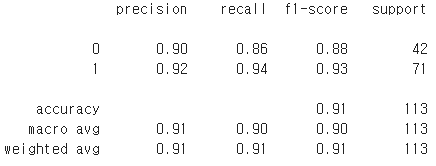 precision recall f1-score support
0 0.90 0.86 0.88 42
1 0.92 0.94 0.93 71
accuracy 0.91 113
macro avg 0.91 0.90 0.90 113
weighted avg 0.91 0.91 0.91 113